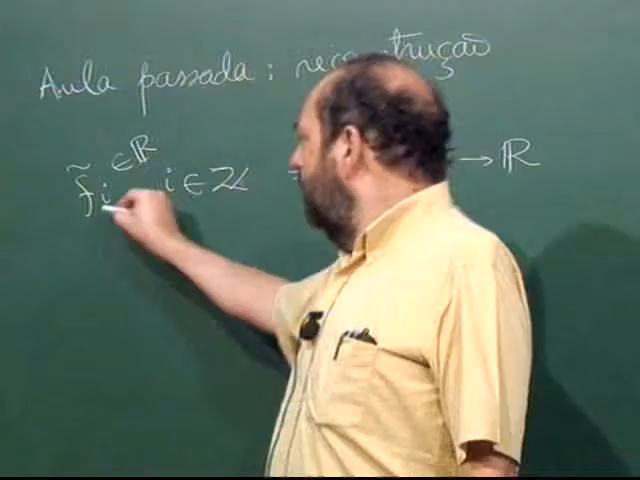 Aula passada : reconstrução
f̃ᵢ ∈ ℝ i ∈ ℤ → ℝ